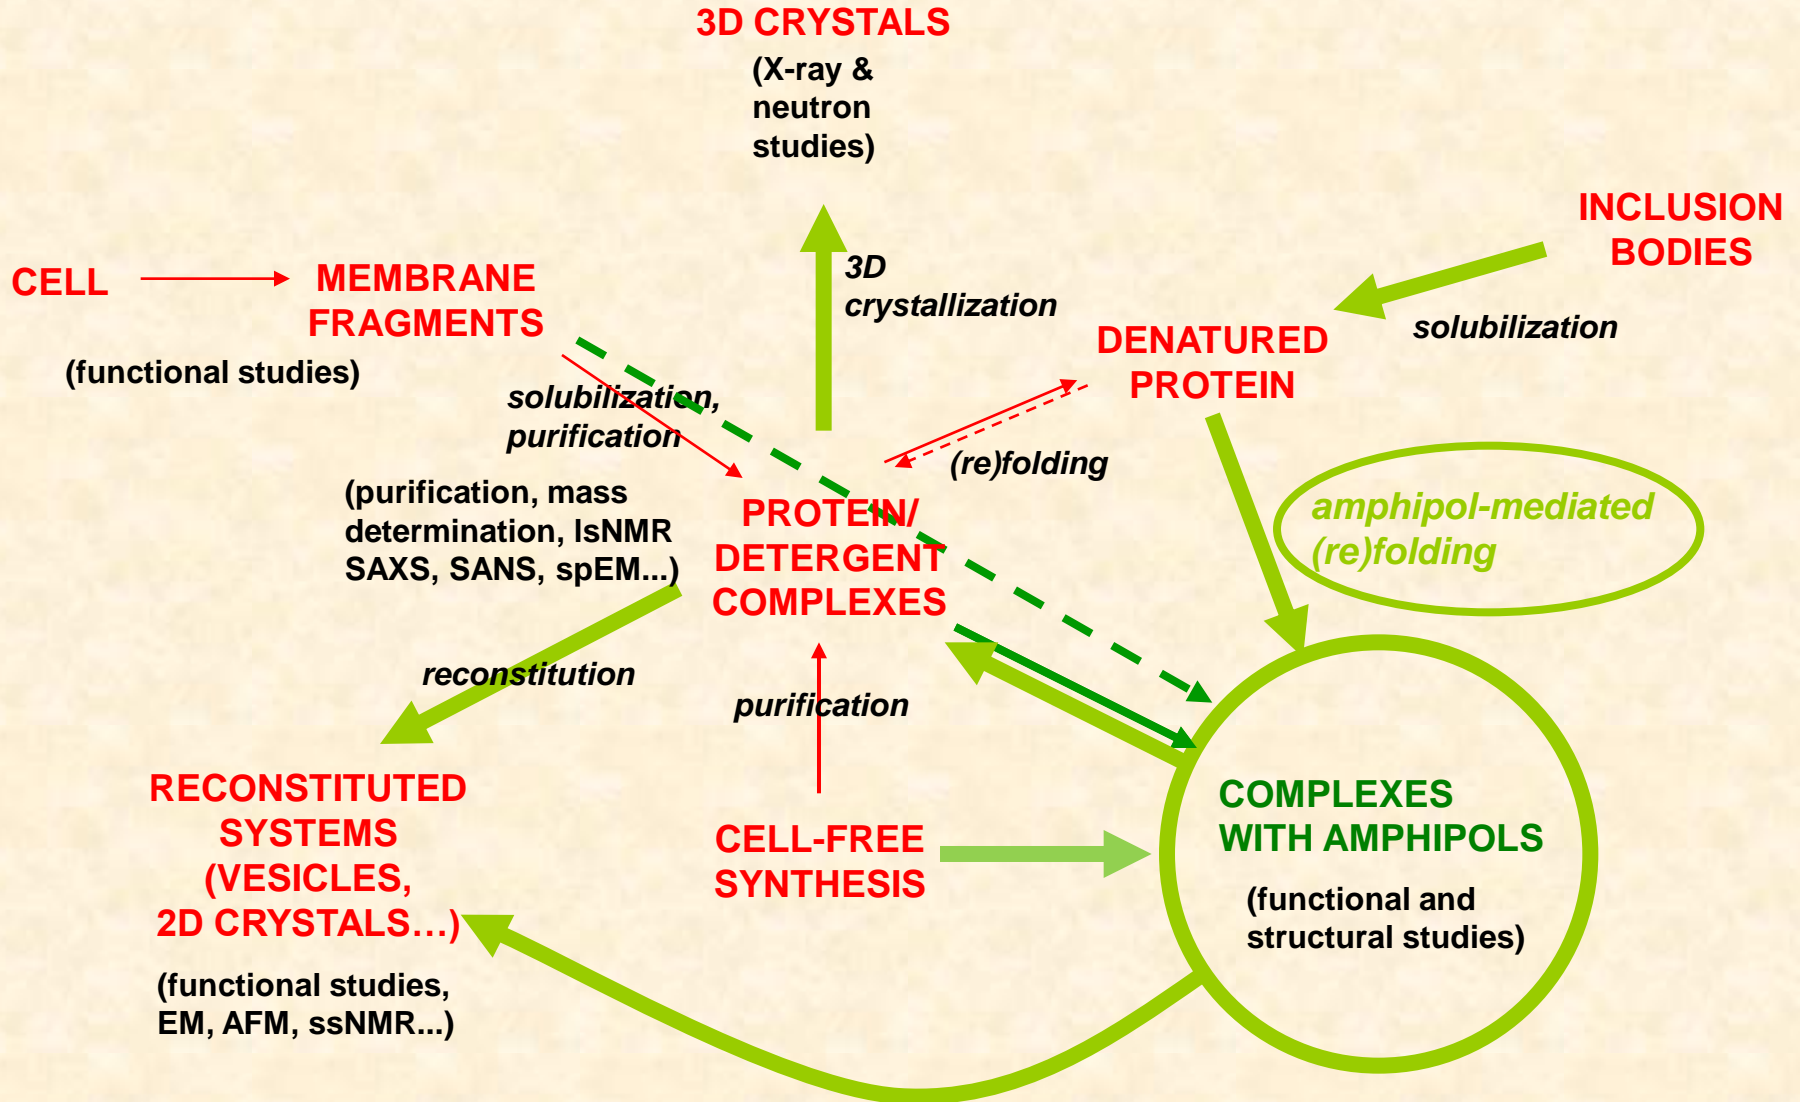 3D CRYSTALS
(X-ray &
neutron
studies)
INCLUSION
BODIES
CELL
MEMBRANE
FRAGMENTS
(functional studies)
3D
crystallization
solubilization
DENATURED
PROTEIN
solubilization,
purification
(re)folding
(purification, mass
determination, lsNMR
SAXS, SANS, spEM...)
PROTEIN/
DETERGENT
COMPLEXES
amphipol-mediated
(re)folding
reconstitution
purification
RECONSTITUTED
SYSTEMS
(VESICLES,
2D CRYSTALS…)
(functional studies,
EM, AFM, ssNMR...)
CELL-FREE
SYNTHESIS
COMPLEXES
WITH AMPHIPOLS
(functional and
structural studies)